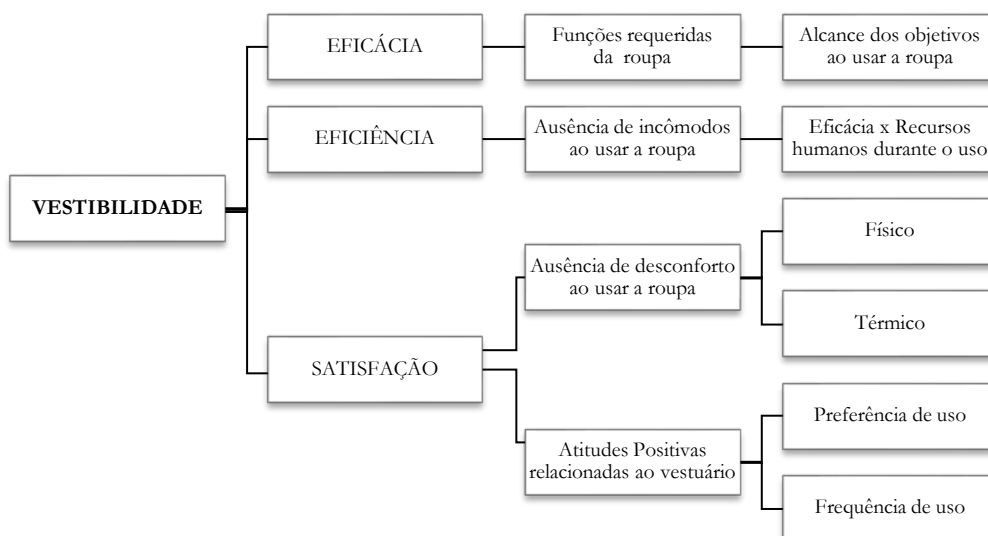 EFICÁCIA
Funções requeridas
da roupa
Alcance dos objetivos
ao usar a roupa
EFICIÊNCIA
Ausência de incômodos
ao usar a roupa
Eficácia x Recursos
humanos durante o uso
VESTIBILIDADE
SATISFAÇÃO
Ausência de desconforto
ao usar a roupa
Físico
Térmico
Atitudes Positivas
relacionadas ao vestuário
Preferência de uso
Frequência de uso